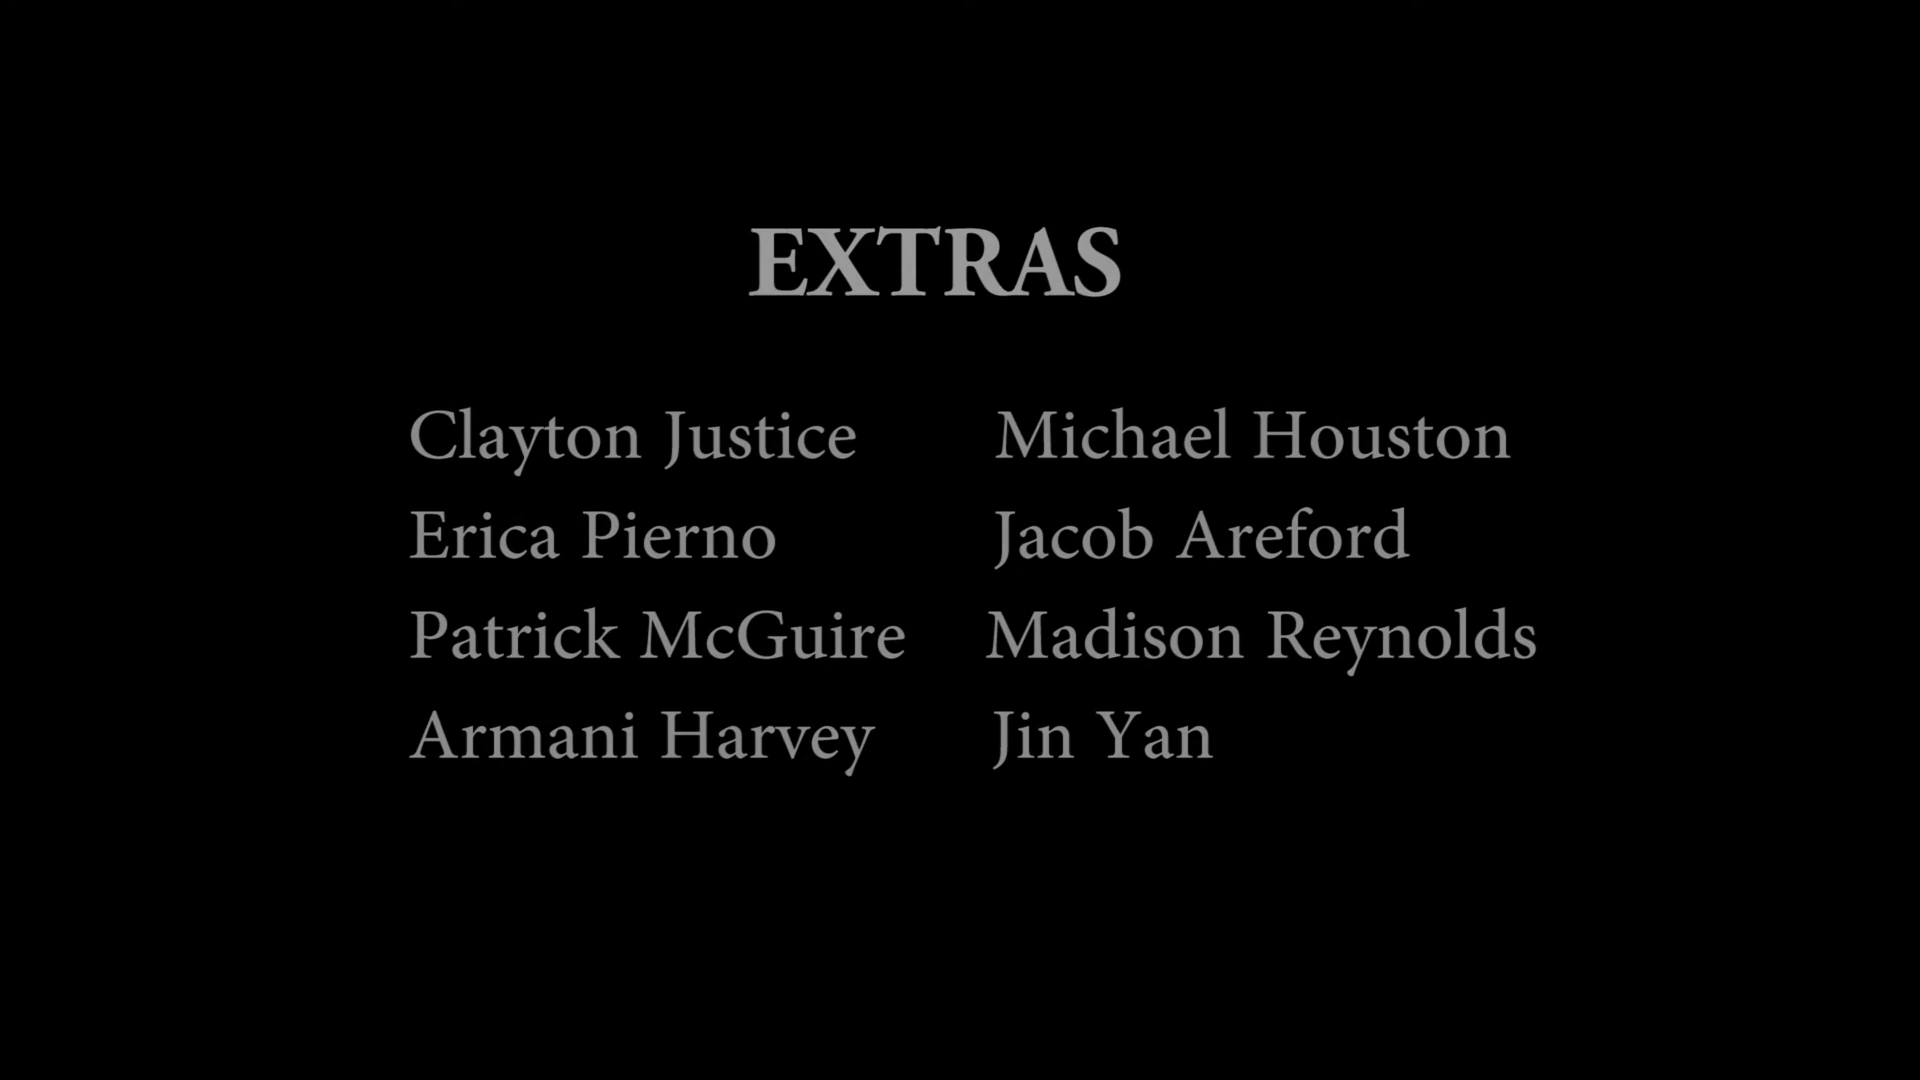 EXTRAS
Clayton Justice Michael Houston
Erica Pierno Jacob Areford
Patrick McGuire Madison Reynolds
Armani Harvey Jin Yan